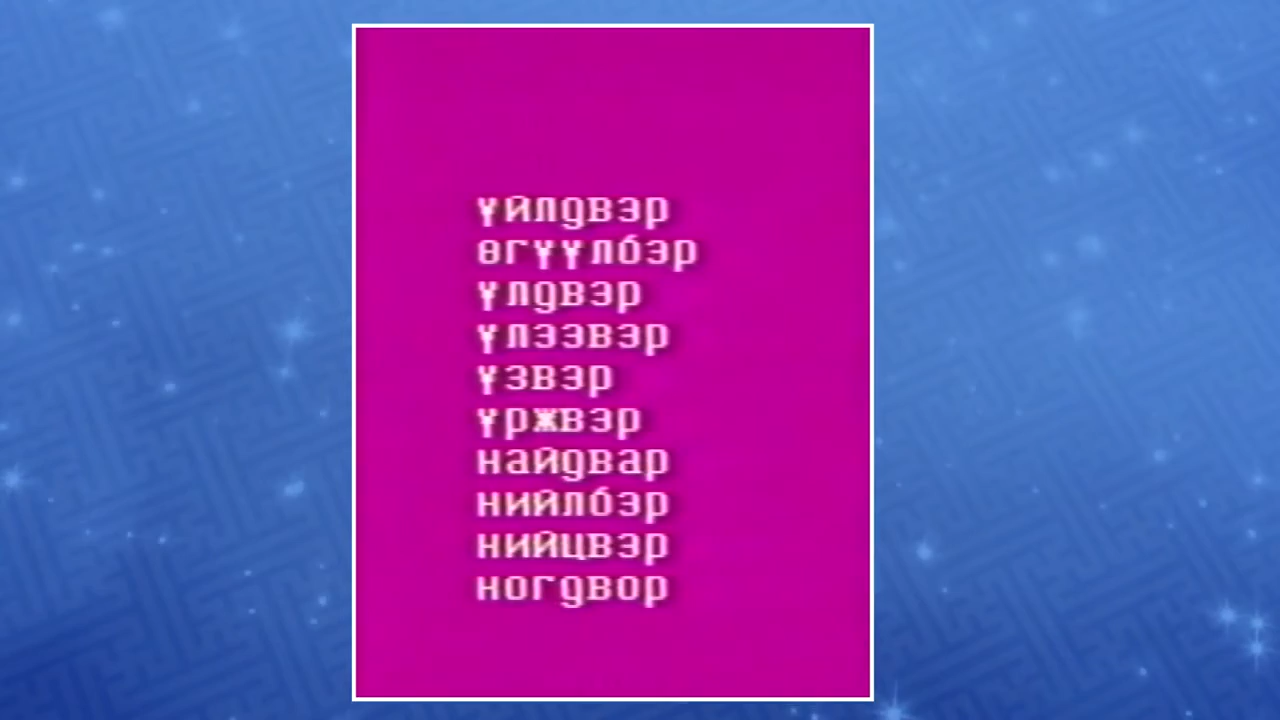 үйлдвэр
өгүүлбэр
үлдвэр
үлээвэр
үзвэр
үржвэр
найдвар
нийлбэр
нийцвэр
ногдвор